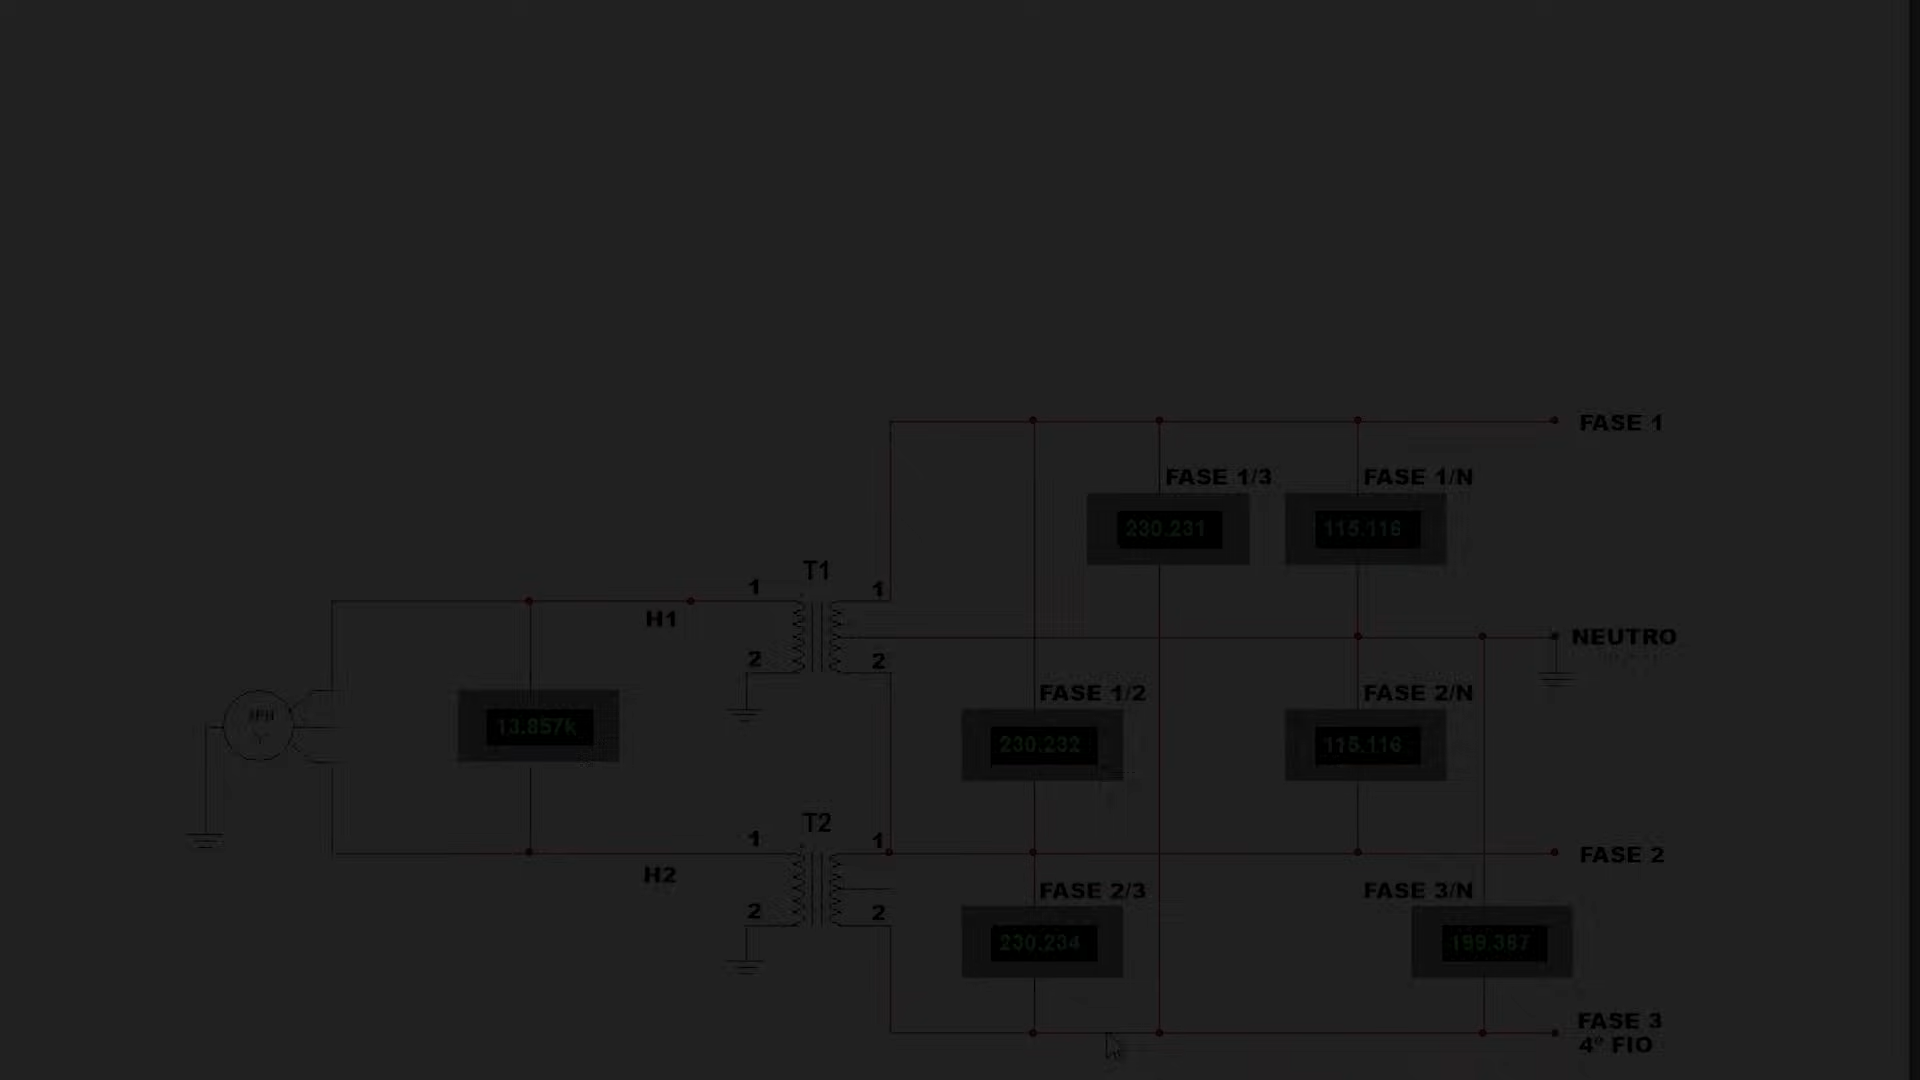 FASE 1
FASE 1/3
FASE 1/N
230.231
115.116
T1
1
1
H1
NEUTRO
2
2
FASE 1/2
FASE 2/N
3PH
Y
13.857k
230.232
115.116
T2
1
1
FASE 2
H2
FASE 2/3
FASE 3/N
2
2
230.234
199.387
FASE 3
4º FIO